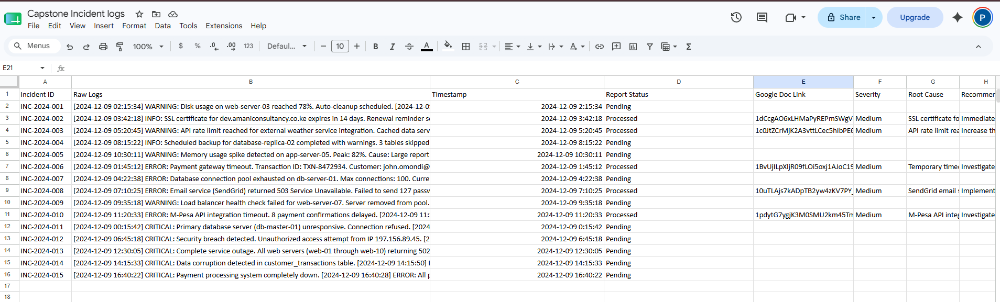 Capstone Incident logs
File Edit View Insert Format Data Tools Extensions Help
Share Upgrade P
Menus 100% $ % .0 .00 123 Defaul... 10 B I A A Σ
E21 fx
A B C D E F G H
1 Incident ID Raw Logs Timestamp Report Status Google Doc Link Severity Root Cause Recommen
2 INC-2024-001 [2024-12-09 02:15:34] WARNING: Disk usage on web-server-03 reached 78%. Auto-cleanup scheduled. [2024-12-0 2024-12-09 2:15:34 Pending
3 INC-2024-002 [2024-12-09 03:42:18] INFO: SSL certificate for dev.amaniconsultancy.co.ke expires in 14 days. Renewal reminder s 2024-12-09 3:42:18 Processed 1dCcgAO6xLHMaPyREPmSWgV Medium SSL certificate fo Immediate
4 INC-2024-003 [2024-12-09 05:20:45] WARNING: API rate limit reached for external weather service integration. Cached data serv 2024-12-09 5:20:45 Processed 1c0JtZCrMjK2A3vttLCec5hIbPE6 Medium API rate limit rea Increase th
5 INC-2024-004 [2024-12-09 08:15:22] INFO: Scheduled backup for database-replica-02 completed with warnings. 3 tables skipped 2024-12-09 8:15:22 Pending
6 INC-2024-005 [2024-12-09 10:30:11] WARNING: Memory usage spike detected on app-server-05. Peak: 82%. Cause: Large report 2024-12-09 10:30:11 Pending
7 INC-2024-006 [2024-12-09 01:45:12] ERROR: Payment gateway timeout. Transaction ID: TXN-8472934. Customer: john.omondi@ 2024-12-09 1:45:12 Processed 1BvUjILpXljR09fLOi5oxj1AJoC19 Medium Temporary time Investigate
8 INC-2024-007 [2024-12-09 04:22:38] ERROR: Database connection pool exhausted on db-server-01. Max connections: 100. Curre 2024-12-09 4:22:38 Pending
9 INC-2024-008 [2024-12-09 07:10:25] ERROR: Email service (SendGrid) returned 503 Service Unavailable. Failed to send 127 passw 2024-12-09 7:10:25 Processed 10uTLAjs7kADpTB2yw4zKV7PY_ Medium SendGrid email s Implement
10 INC-2024-009 [2024-12-09 09:35:18] WARNING: Load balancer health check failed for web-server-07. Server removed from pool. 2024-12-09 9:35:18 Pending
11 INC-2024-010 [2024-12-09 11:20:33] ERROR: M-Pesa API integration timeout. 8 payment confirmations delayed. [2024-12-09 11: 2024-12-09 11:20:33 Processed 1pdytG7ygjK3M0SMU2km45Tm Medium M-Pesa API integ Investigate
12 INC-2024-011 [2024-12-09 00:15:42] CRITICAL: Primary database server (db-master-01) unresponsive. Connection refused. [2024 2024-12-09 0:15:42 Pending
13 INC-2024-012 [2024-12-09 06:45:18] CRITICAL: Security breach detected. Unauthorized access attempt from IP 197.156.89.45. [2 2024-12-09 6:45:18 Pending
14 INC-2024-013 [2024-12-09 12:30:05] CRITICAL: Complete service outage. All web servers (web-01 through web-10) returning 502 2024-12-09 12:30:05 Pending
15 INC-2024-014 [2024-12-09 14:15:33] CRITICAL: Data corruption detected in customer_transactions table. [2024-12-09 14:15:50] 2024-12-09 14:15:33 Pending
16 INC-2024-015 [2024-12-09 16:40:22] CRITICAL: Payment processing system completely down. [2024-12-09 16:40:28] ERROR: All p 2024-12-09 16:40:22 Pending
17
18